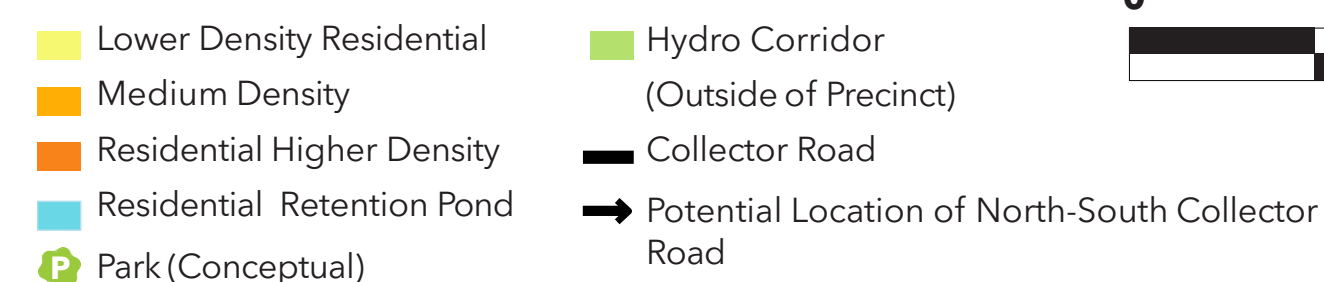 Lower Density Residential
Medium Density
Residential Higher Density
Residential Retention Pond
P Park (Conceptual)
Hydro Corridor
(Outside of Precinct)
Collector Road
Potential Location of North-South Collector
Road